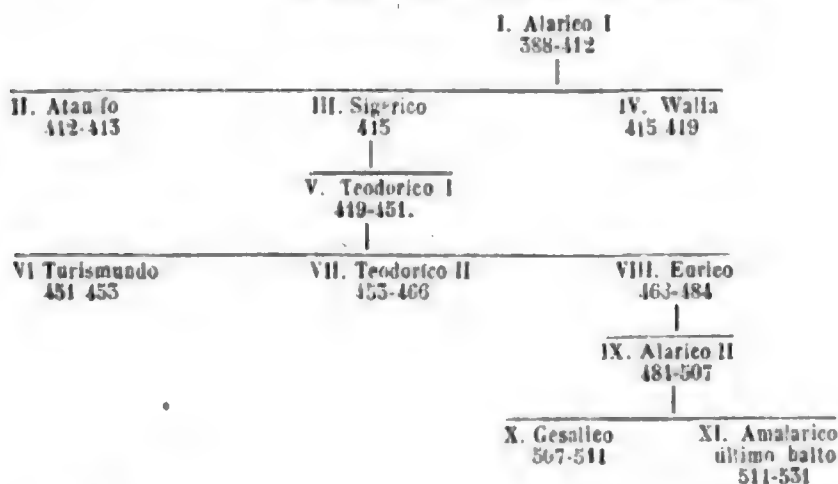 I. Alarico I
388-412
II. Ataulfo
412-413
III. Sigerico
415
IV. Walia
415 419
V. Teodorico I
419-451.
VI Turismundo
451 453
VII. Teodorico II
453-466
VIII. Eurico
463-484
IX. Alarico II
484-507
X. Gesalico
507-511
XI. Amalarico
último balto
511-531